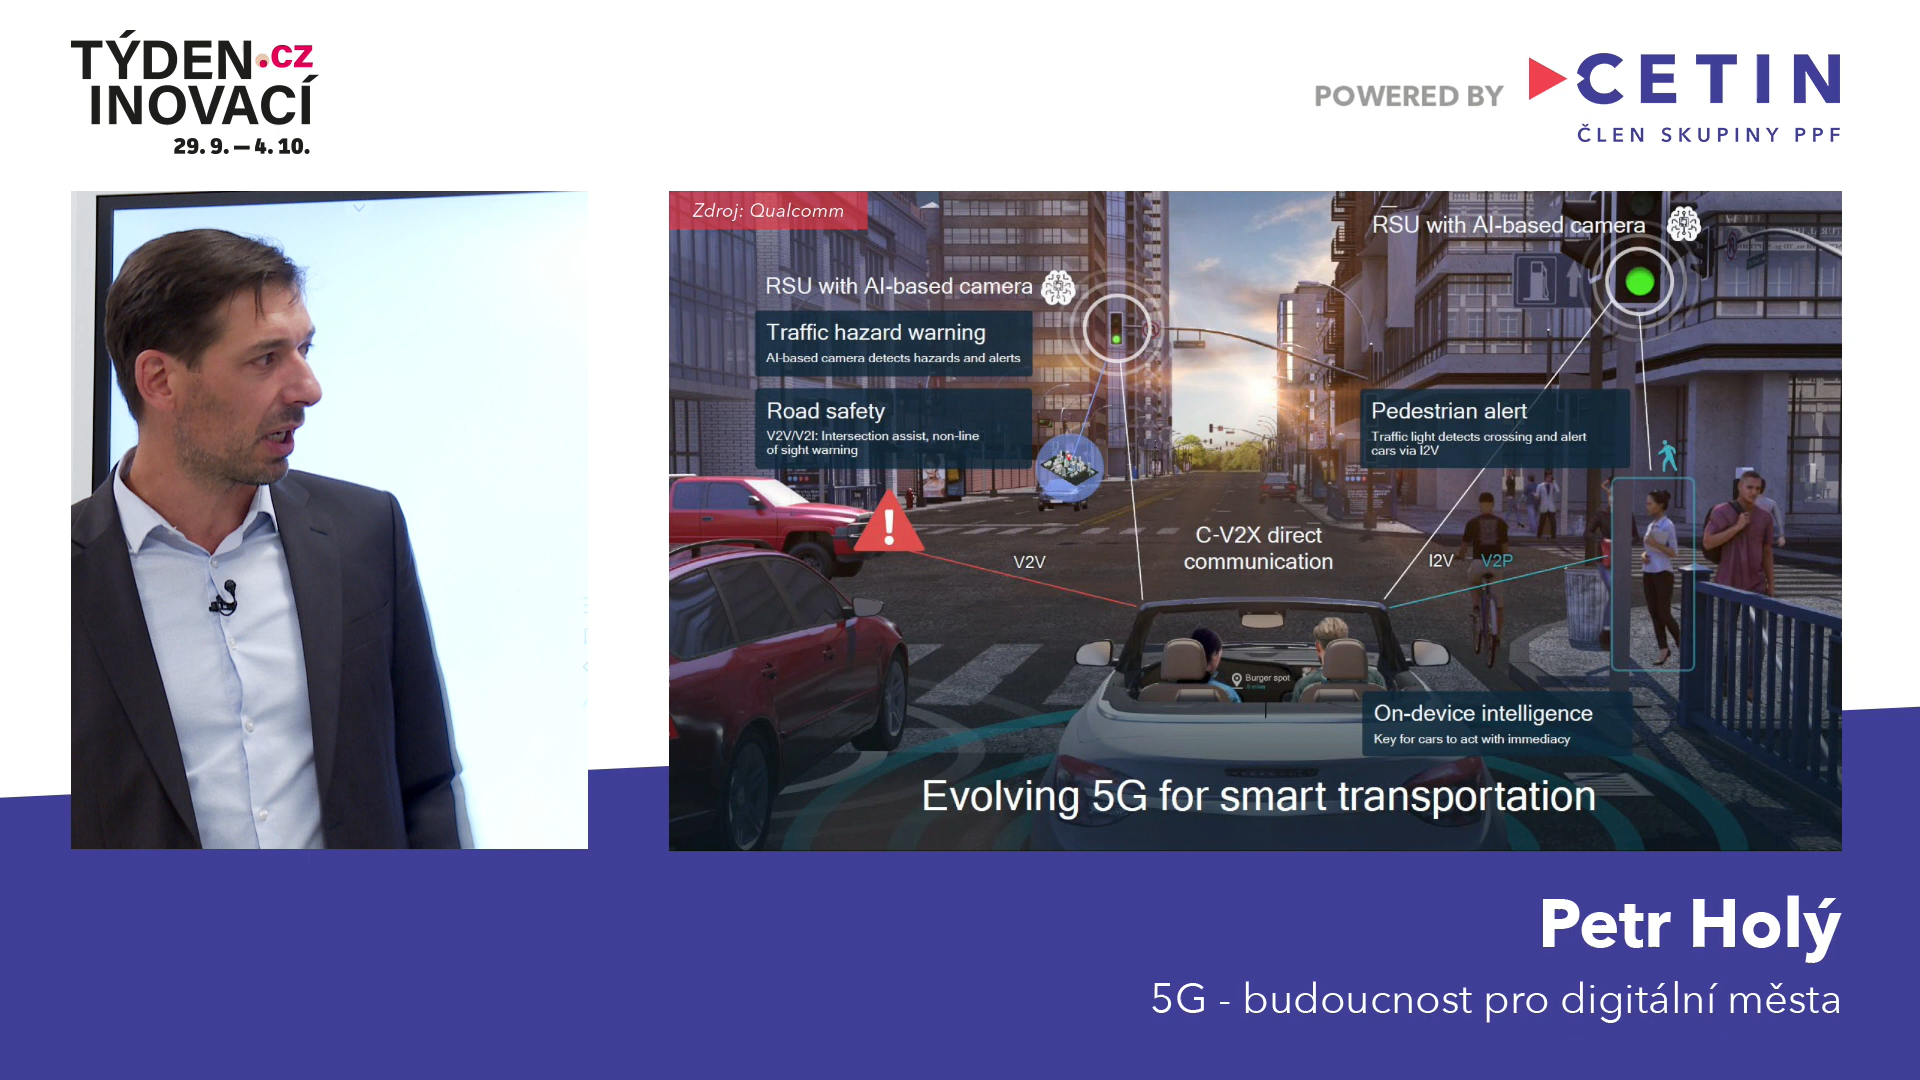 TÝDEN.cz
INOVACÍ
29. 9. – 4. 10.
POWERED BY
CETIN
ČLEN SKUPINY PPF
Zdroj: Qualcomm
RSU with AI-based camera
RSU with AI-based camera
Traffic hazard warning
AI-based camera detects hazards and alerts
Road safety
V2V/V2I: Intersection assist, non-line
of sight warning
Pedestrian alert
Traffic light detects crossing and alert
cars via I2V
C-V2X direct
communication
V2V
I2V
V2P
Burger spot
On-device intelligence
Key for cars to act with immediacy
Evolving 5G for smart transportation
Petr Holý
5G - budoucnost pro digitální města